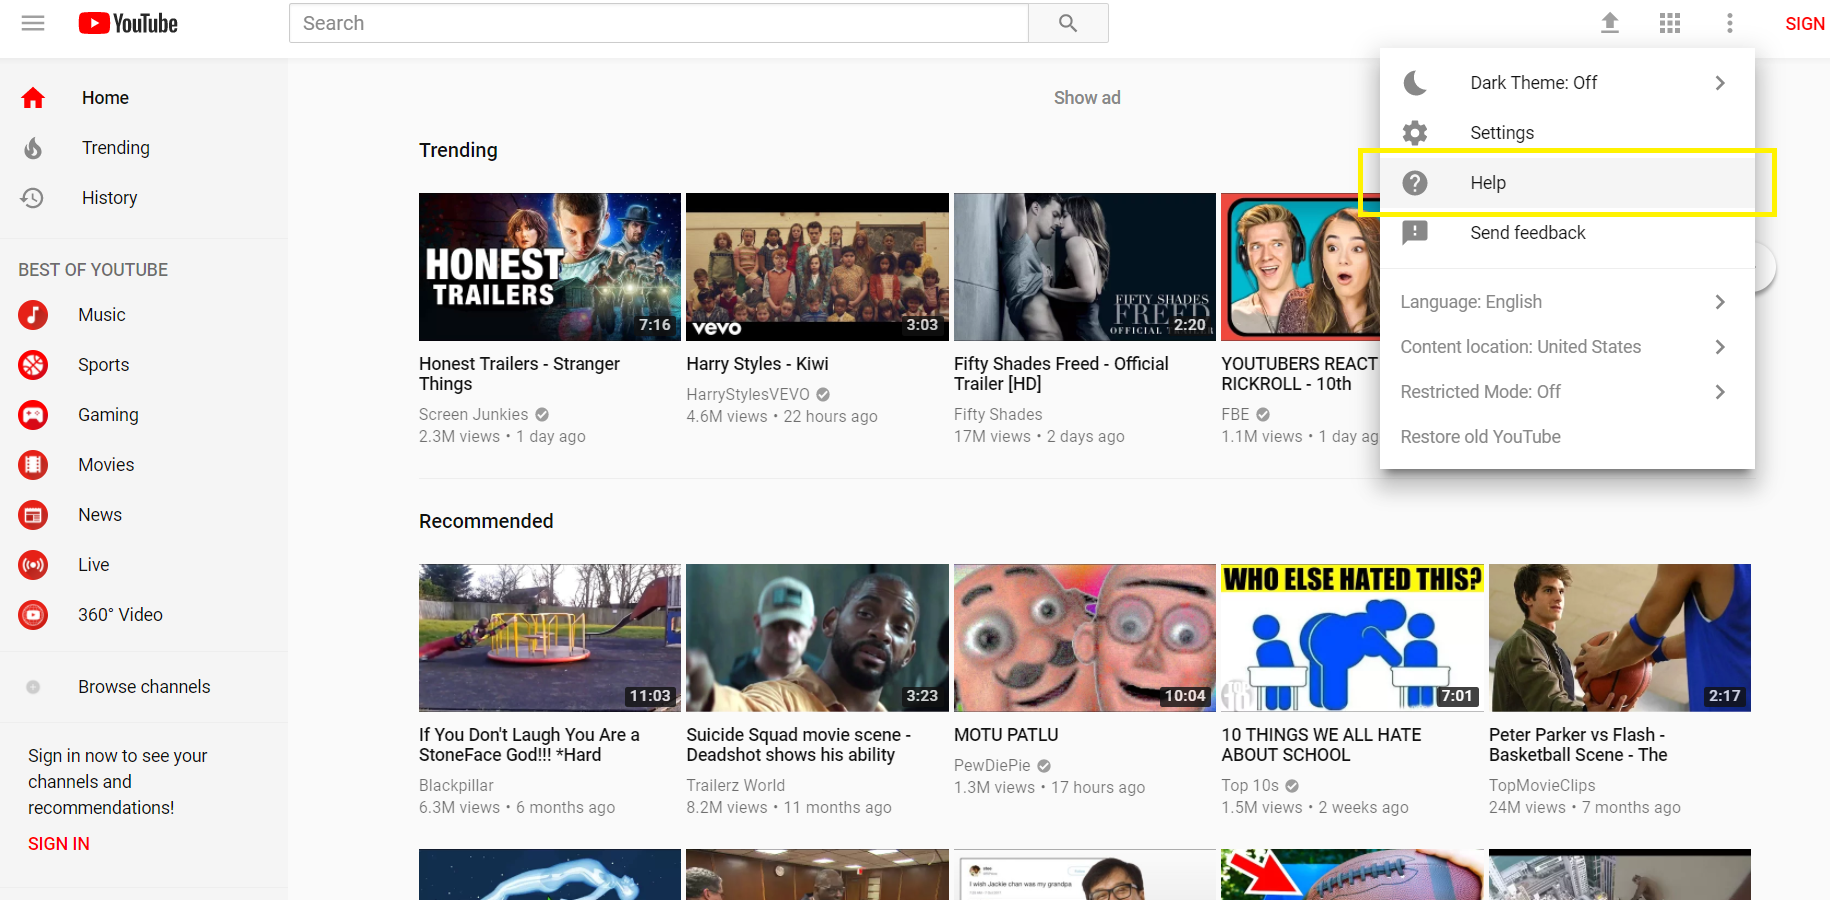 YouTube
Search
SIGN
Home
Trending
History
BEST OF YOUTUBE
Music
Sports
Gaming
Movies
News
Live
360° Video
Browse channels
Sign in now to see your
channels and
recommendations!
SIGN IN
Show ad
Dark Theme: Off
Settings
Help
Send feedback
Language: English
Content location: United States
Restricted Mode: Off
Restore old YouTube
Trending
HONEST
TRAILERS
7:16
Honest Trailers - Stranger
Things
Screen Junkies
2.3M views • 1 day ago
vevo
3:03
Harry Styles - Kiwi
HarryStylesVEVO
4.6M views • 22 hours ago
FIFTY SHADES
FREED
OFFICIAL
2:20
Fifty Shades Freed - Official
Trailer [HD]
Fifty Shades
17M views • 2 days ago
YOUTUBERS REACT
RICKROLL - 10th
FBE
1.1M views • 1 day ag
Recommended
11:03
If You Don't Laugh You Are a
StoneFace God!!! *Hard
Blackpillar
6.3M views • 6 months ago
3:23
Suicide Squad movie scene -
Deadshot shows his ability
Trailerz World
8.2M views • 11 months ago
10:04
MOTU PATLU
PewDiePie
1.3M views • 17 hours ago
WHO ELSE HATED THIS?
7:01
10 THINGS WE ALL HATE
ABOUT SCHOOL
Top 10s
1.5M views • 2 weeks ago
2:17
Peter Parker vs Flash -
Basketball Scene - The
TopMovieClips
24M views • 7 months ago
I wish Jackie chan was my grandpa